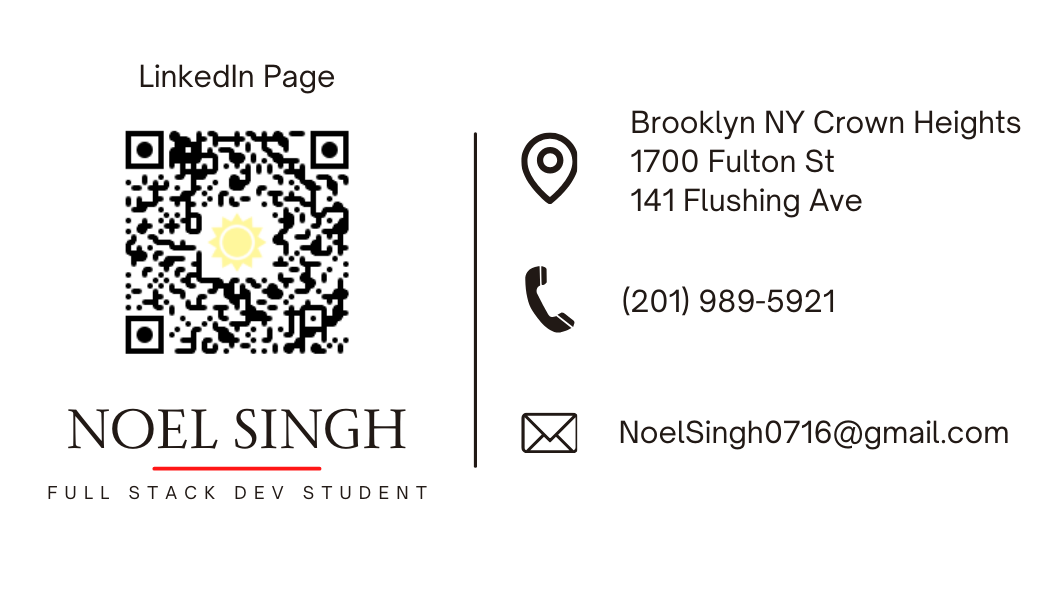 LinkedIn Page
NOEL SINGH
FULL STACK DEV STUDENT
Brooklyn NY Crown Heights
1700 Fulton St
141 Flushing Ave
(201) 989-5921
NoelSingh0716@gmail.com